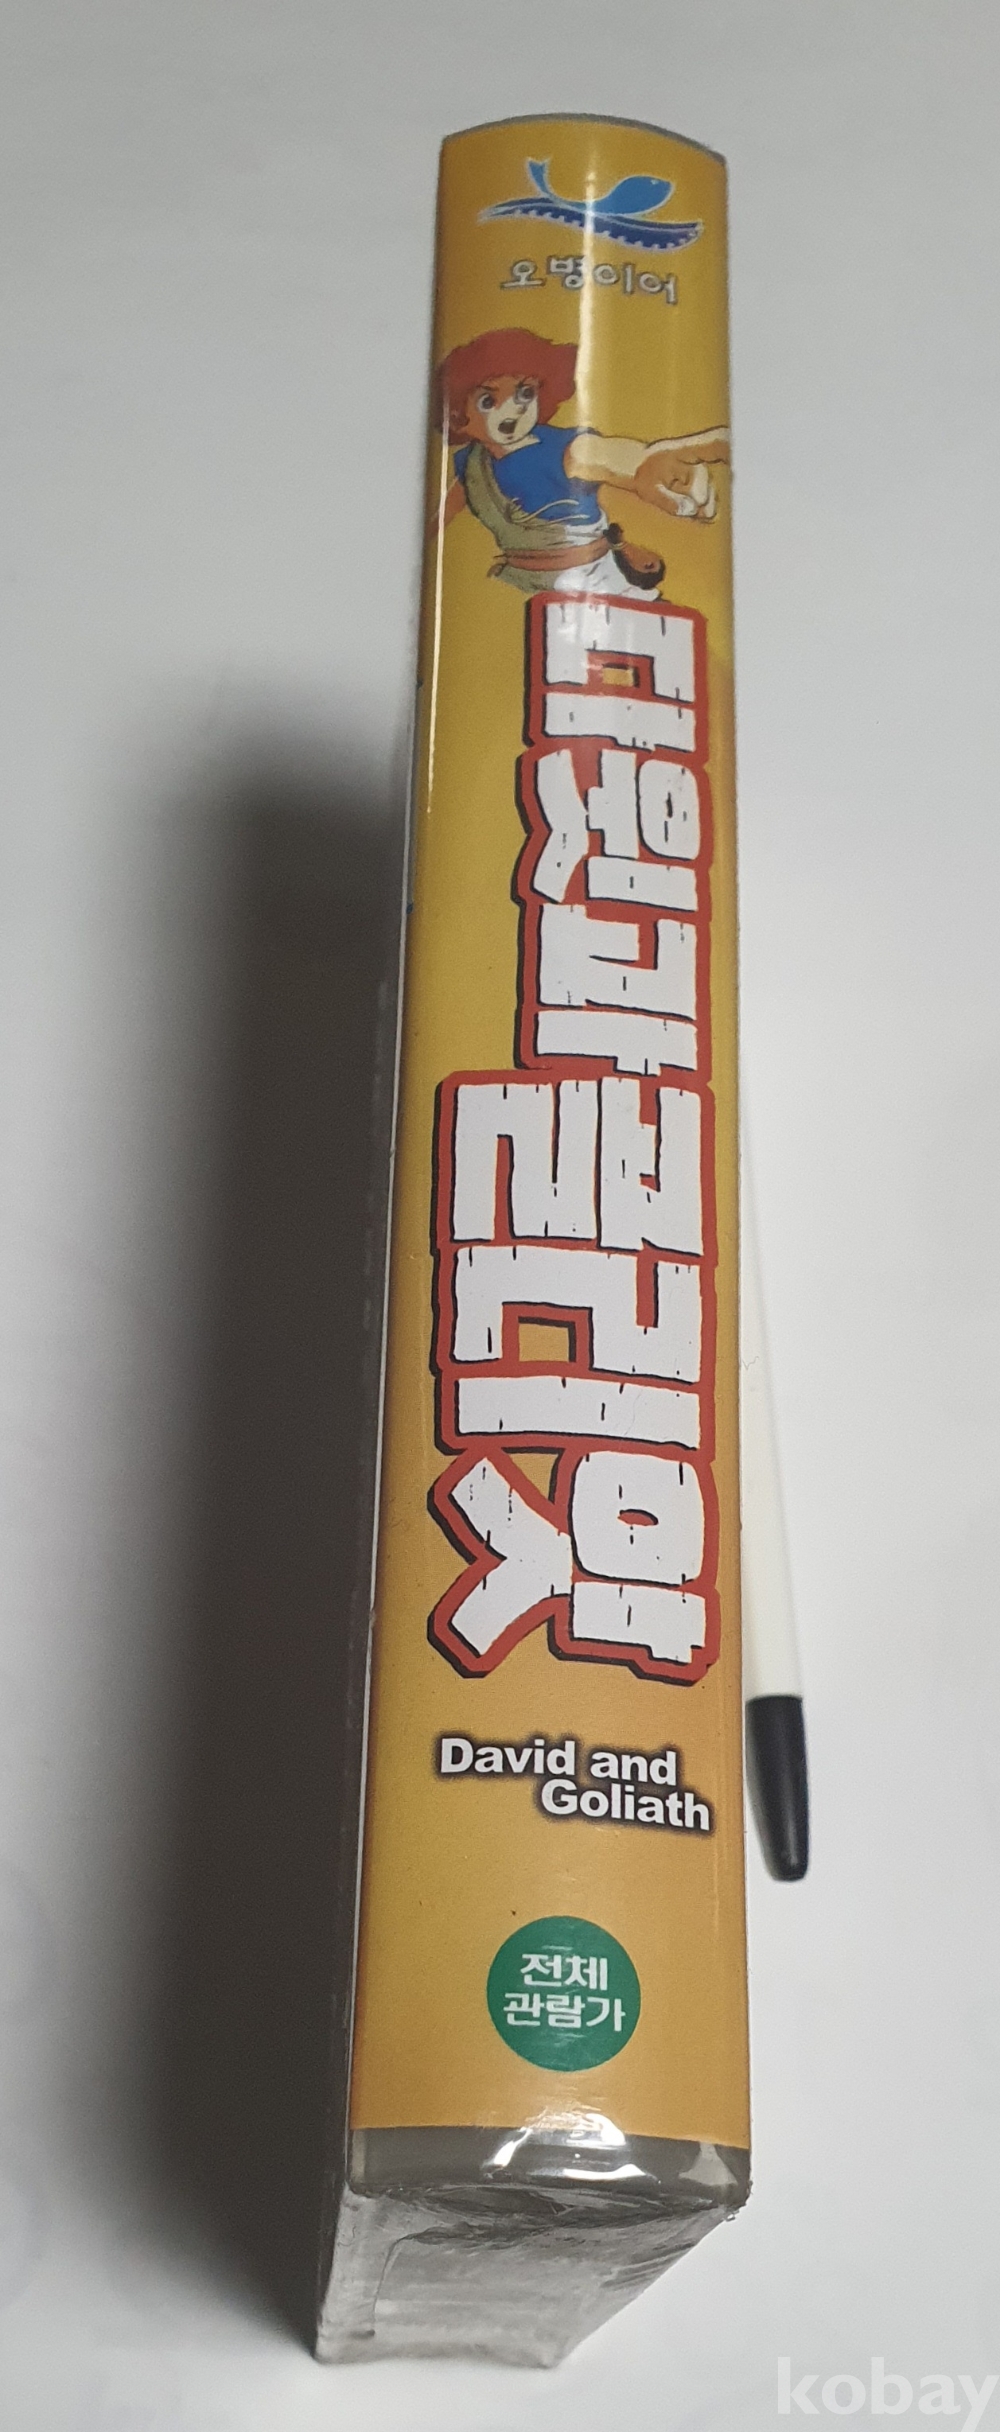 오병이어
다윗과 골리앗
David and
Goliath
전체
관람가
kobay